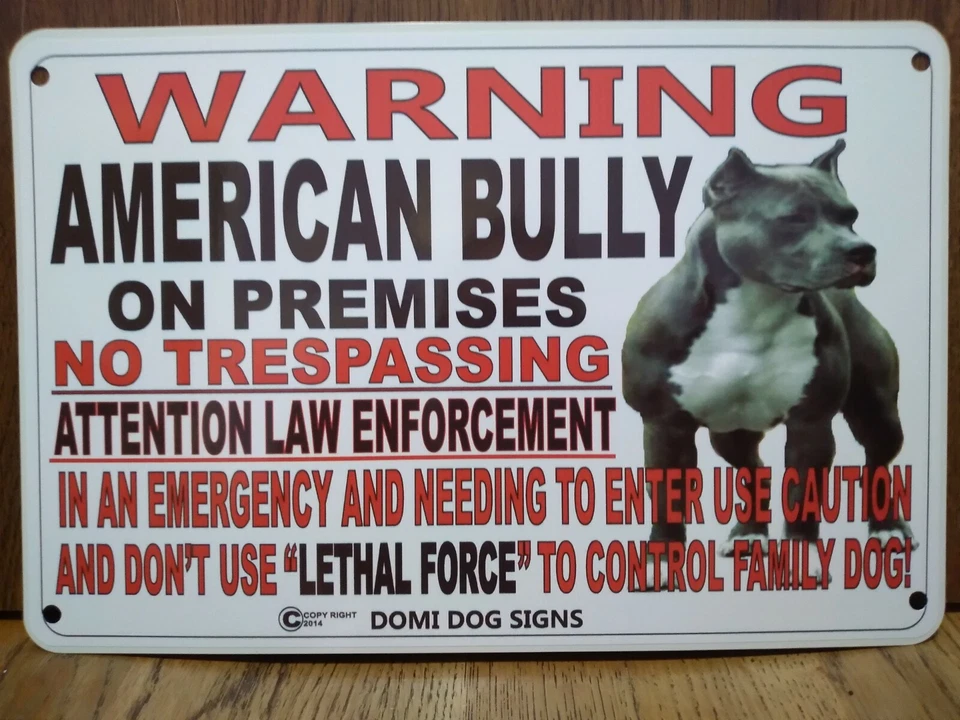 WARNING
AMERICAN BULLY
ON PREMISES
NO TRESPASSING
ATTENTION LAW ENFORCEMENT
IN AN EMERGENCY AND NEEDING TO ENTER USE CAUTION
AND DON'T USE “LETHAL FORCE” TO CONTROL FAMILY DOG!
© COPY RIGHT
2014
DOMI DOG SIGNS